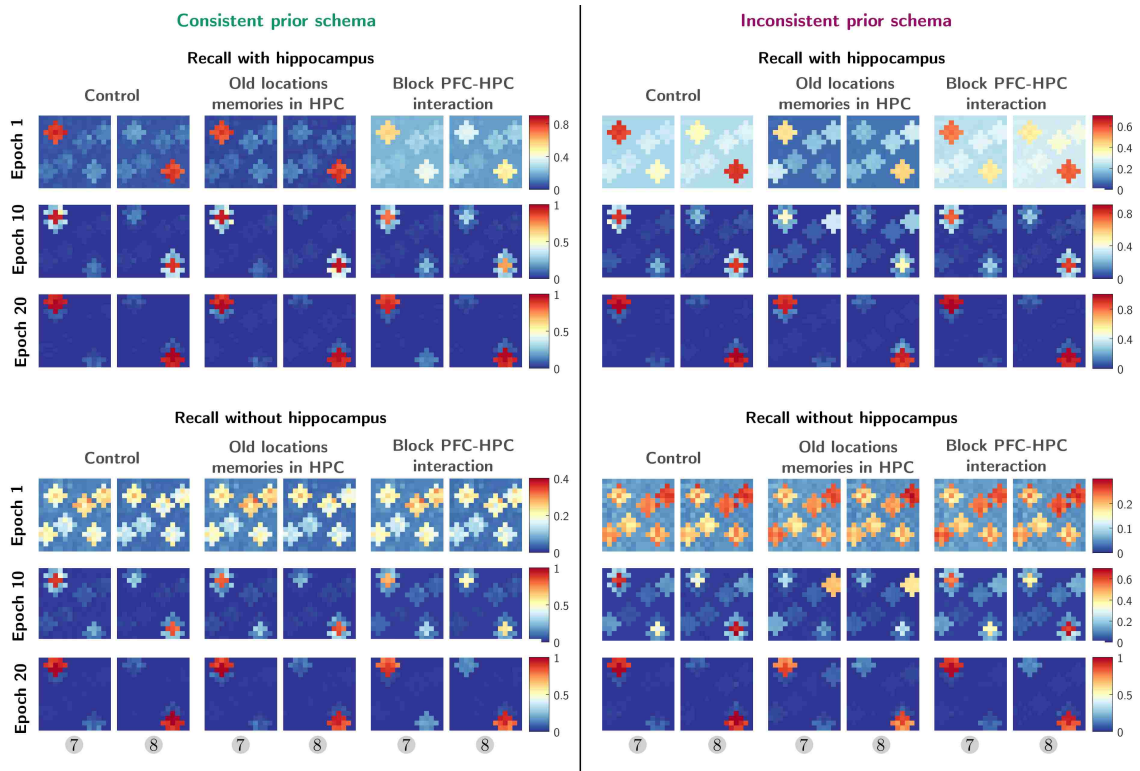 Consistent prior schema
Recall with hippocampus
Control
Old locations
memories in HPC
Block PFC-HPC
interaction
Epoch 1
0.8
0.4
0
Epoch 10
1
0.5
0
Epoch 20
1
0.5
0
Recall without hippocampus
Control
Old locations
memories in HPC
Block PFC-HPC
interaction
Epoch 1
0.4
0.2
0
Epoch 10
1
0.5
0
Epoch 20
1
0.5
0
7 8 7 8 7 8
Inconsistent prior schema
Recall with hippocampus
Control
Old locations
memories in HPC
Block PFC-HPC
interaction
0.6
0.4
0.2
0
0.8
0.4
0
0.8
0.4
0
Recall without hippocampus
Control
Old locations
memories in HPC
Block PFC-HPC
interaction
0.2
0.1
0
0.6
0.4
0.2
0
1
0.5
0
7 8 7 8 7 8